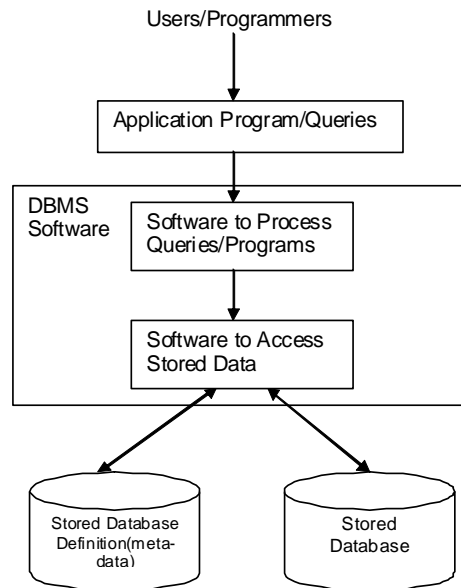 Users/Programmers
Application Program/Queries
DBMS
Software
Software to Process
Queries/Programs
Software to Access
Stored Data
Stored Database
Definition(meta-
data)
Stored
Database